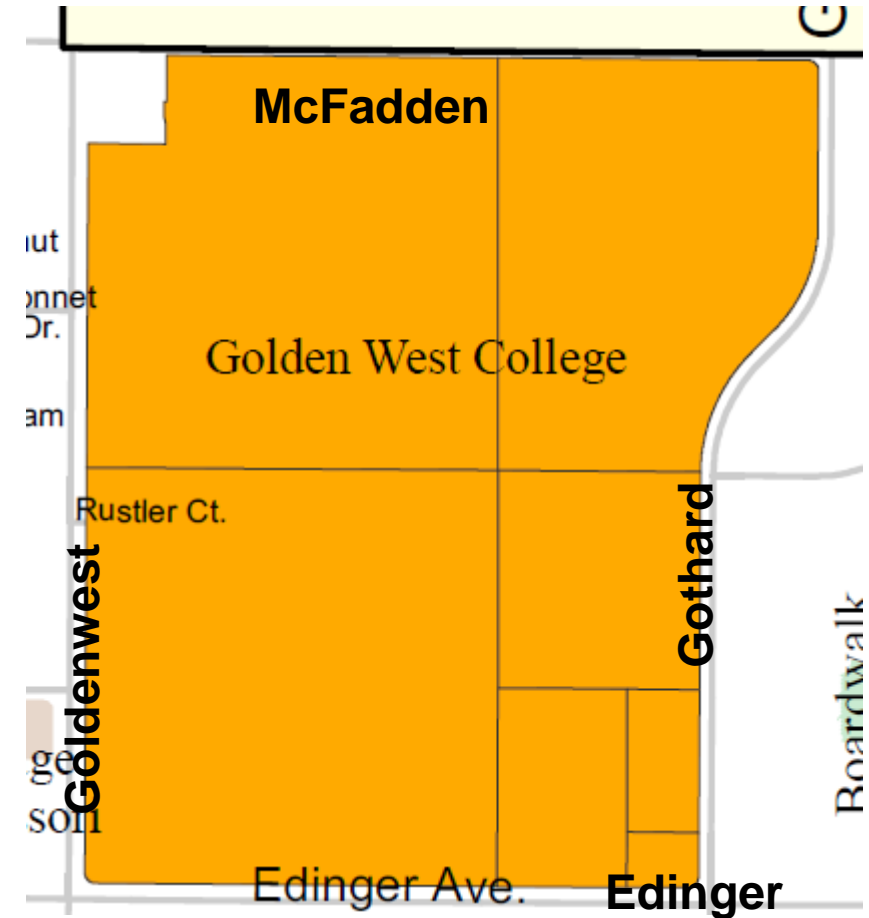 G
McFadden
Dr.
Golden West College
Rustler Ct.
Gothard
Goldenwest
Boardwalk
Edinger Ave.
Edinger